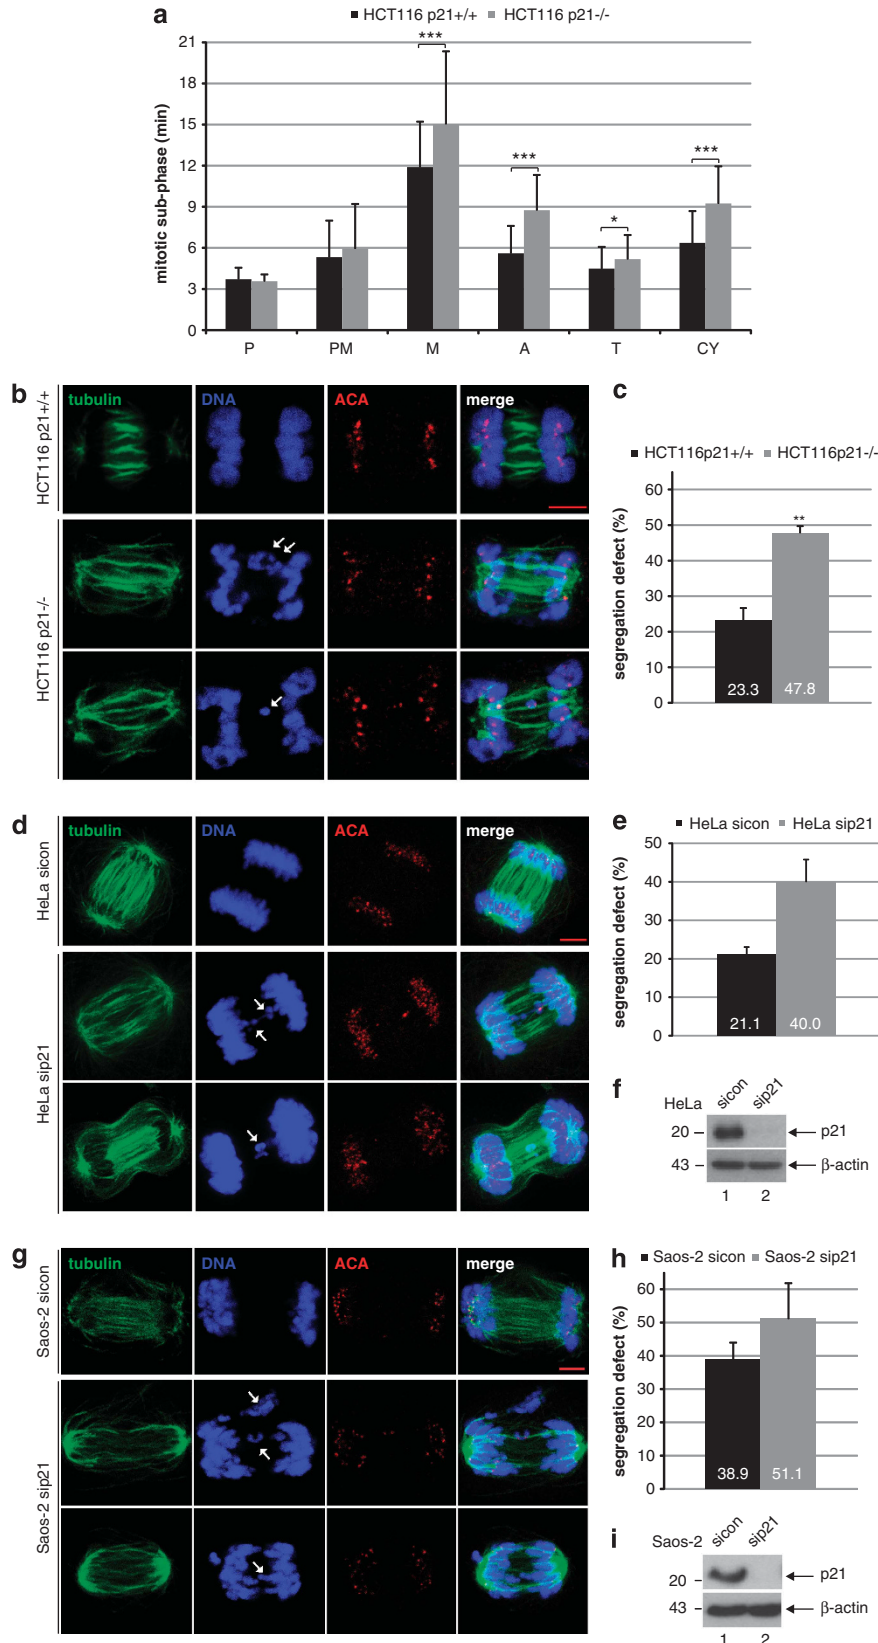 a
HCT116 p21+/+ HCT116 p21-/-
mitotic sub-phase (min)
21
18
15
12
9
6
3
0
***
***
*
***
P PM M A T CY
b
HCT116 p21+/+
HCT116 p21-/-
tubulin DNA ACA merge
c
HCT116p21+/+ HCT116p21-/-
segregation defect (%)
60
50
40
30
20
10
0
**
23.3 47.8
d
HeLa sicon
HeLa sip21
tubulin DNA ACA merge
e
HeLa sicon HeLa sip21
segregation defect (%)
50
40
30
20
10
0
21.1 40.0
f
HeLa sicon sip21
20 p21
43 β-actin
1 2
g
Saos-2 sicon
Saos-2 sip21
tubulin DNA ACA merge
h
Saos-2 sicon Saos-2 sip21
segregation defect (%)
60
50
40
30
20
10
0
38.9 51.1
i
Saos-2 sicon sip21
20 p21
43 β-actin
1 2